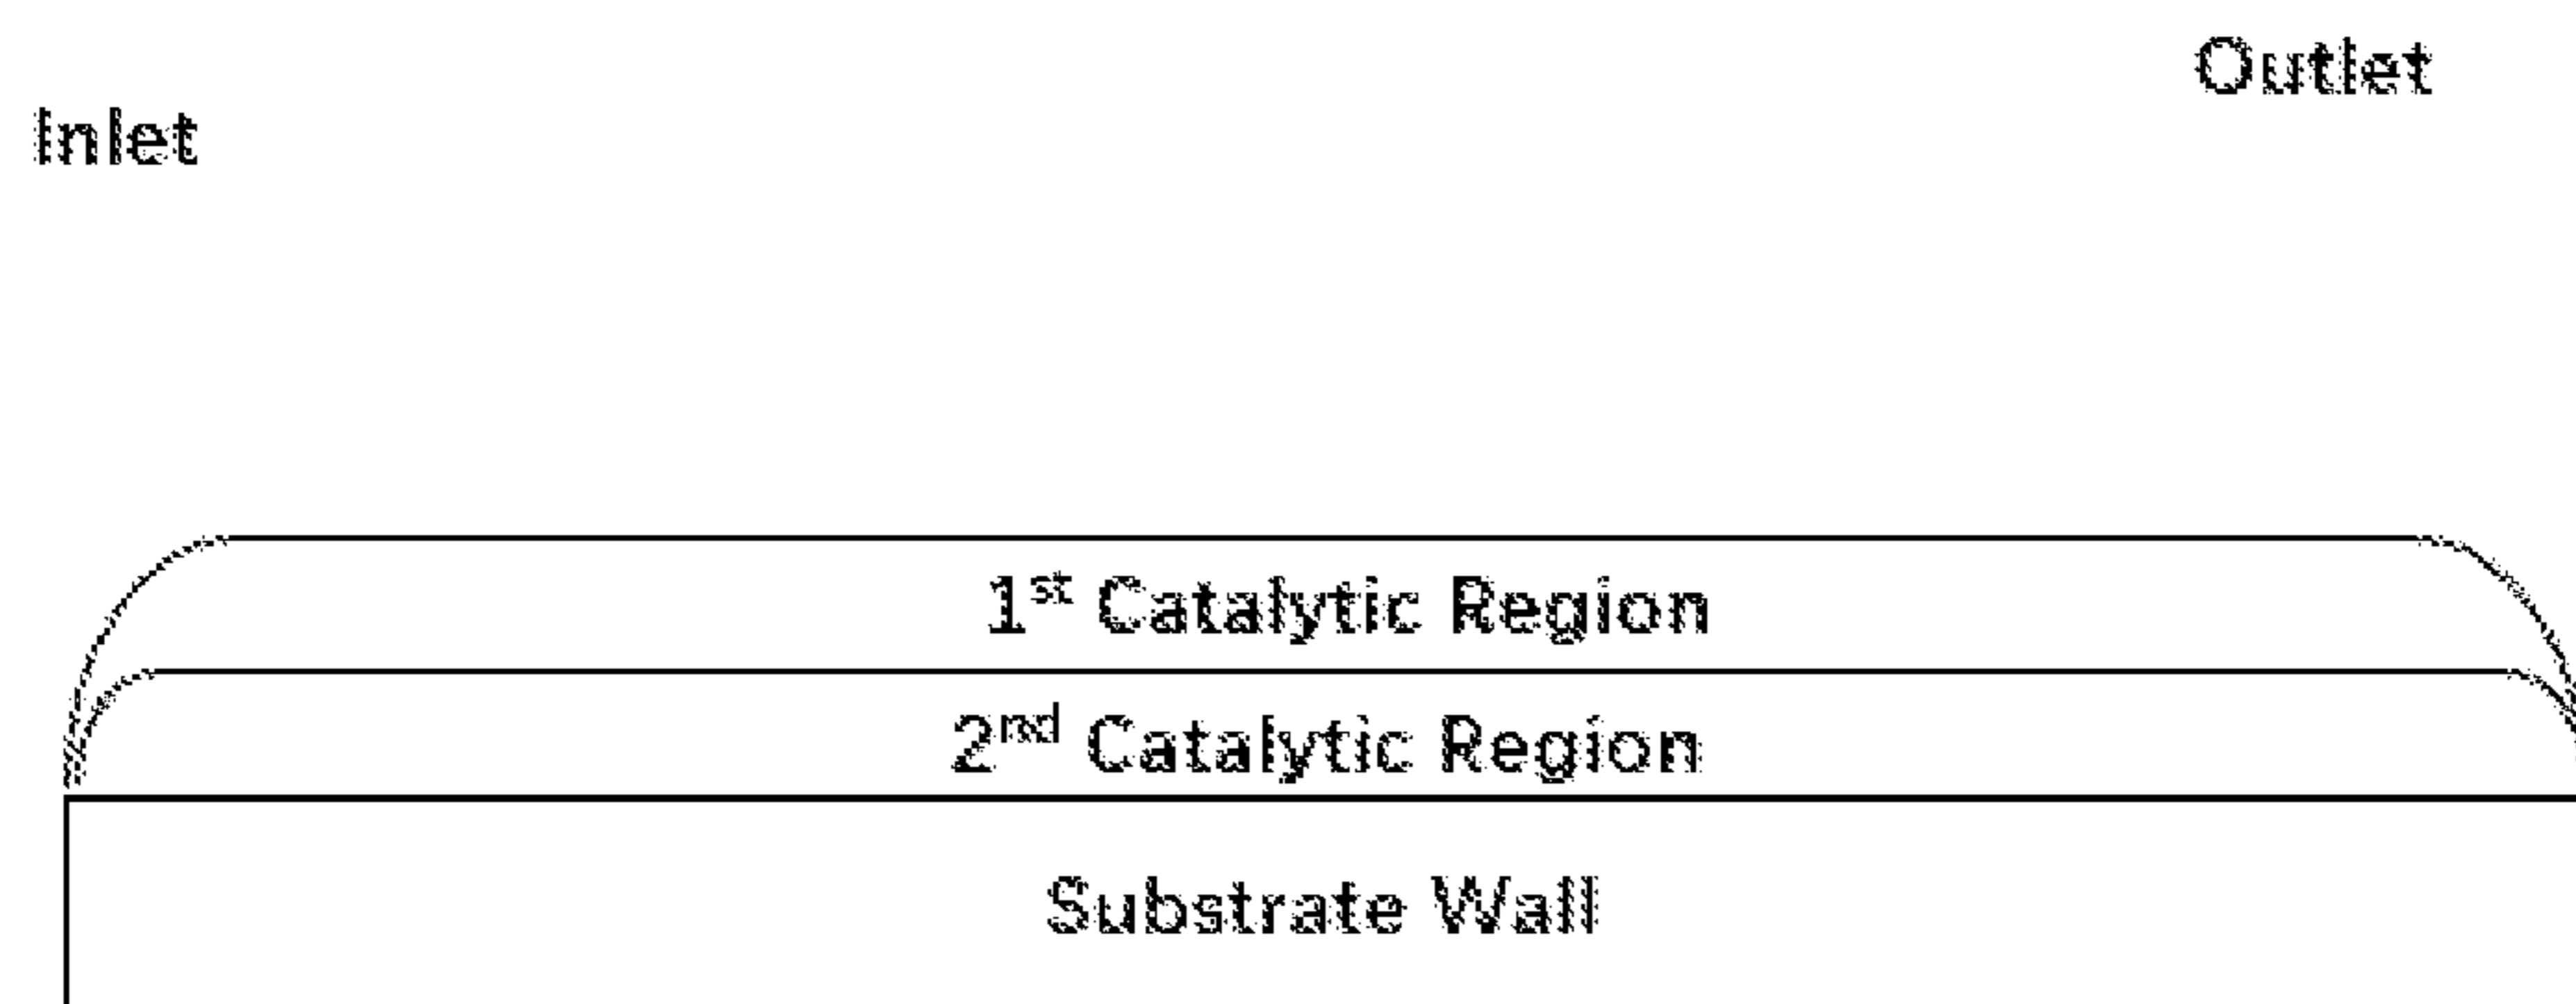 Outlet
Inlet
1st Catalytic Region
2nd Catalytic Region
Substrate Wall